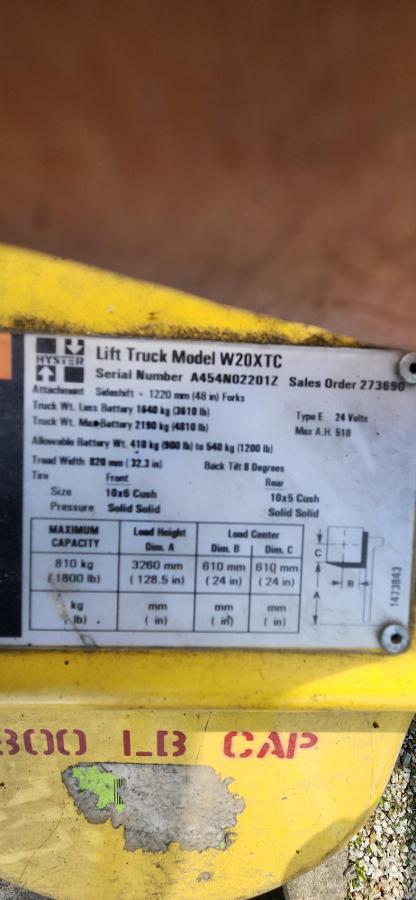 HYSTER
Lift Truck Model W20XTC
Serial Number A454N02201Z Sales Order 273690
Attachment Sideshift - 1220 mm (48 in) Forks
Truck Wt. Less Battery 1640 kg (3610 lb) Type E 24 Volts
Truck Wt. Max Battery 2190 kg (4810 lb) Max A.H. 510
Allowable Battery Wt. 410 kg (900 lb) to 540 kg (1200 lb)
Tread Width 820 mm (32.3 in) Back Tilt 8 Degrees
Tire Front Rear
Size 10x6 Cush 10x5 Cush
Pressure Solid Solid Solid Solid
MAXIMUM CAPACITY Load Height Dim. A Load Center Dim. B Dim. C
810 kg 3260 mm 610 mm 610 mm
(1800 lb) (128.5 in) (24 in) (24 in)
kg mm mm mm
( lb) ( in) ( in) ( in)
C
B
A
1473843
800 LB CAP